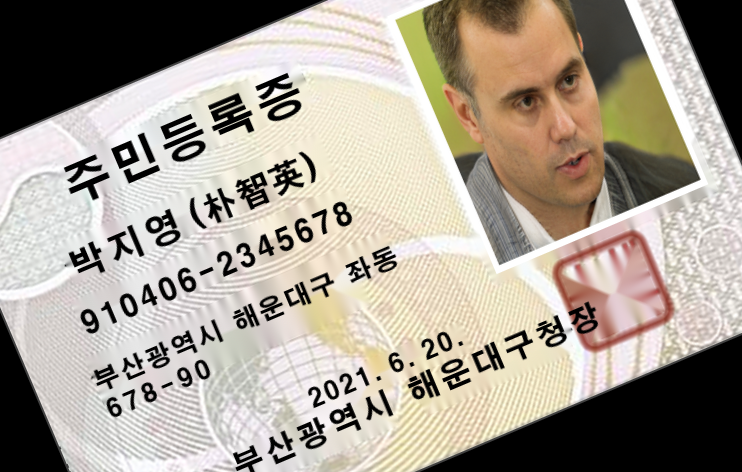 주민등록증
박지영(朴智英)
910406-2345678
부산광역시 해운대구 좌동
678-90
2021.6.20.
부산광역시 해운대구청장